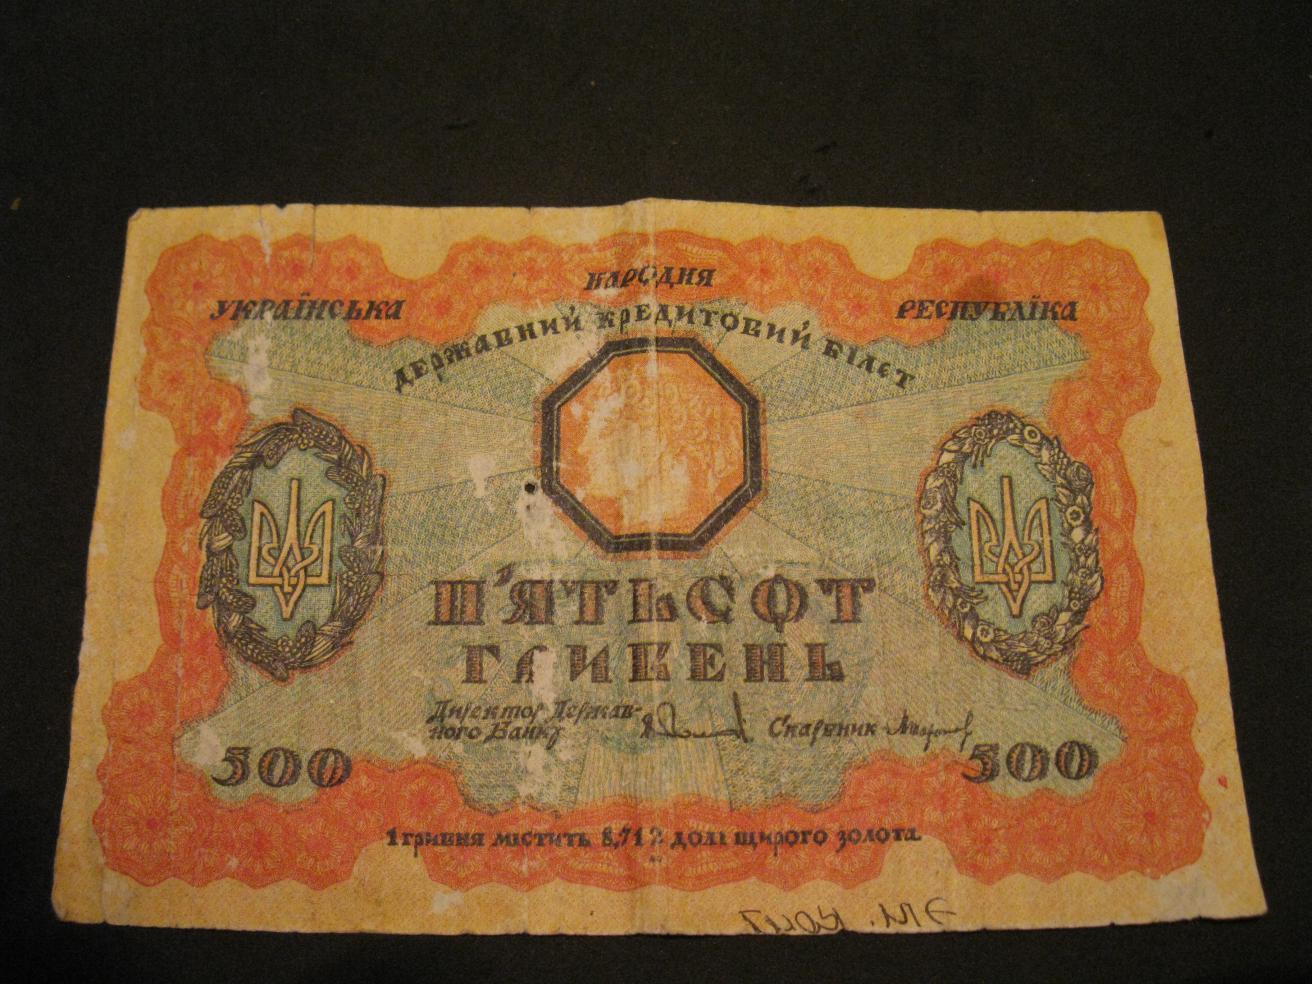 НАРОДНЯ
УКРАЇНСЬКА РЕСПУБЛІКА
ДЕРЖАВНИЙ КРЕДИТОВИЙ БІЛЄТ
П'ЯТЬСОТ
ГРИВЕНЬ
Директор Держав-
ного Банку Скарбник
500 500
1 гривня містить 8,712 долі щирого золота